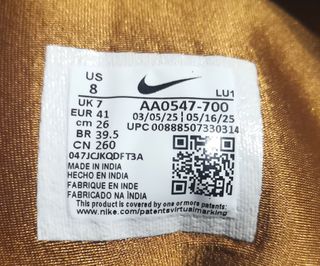 US
8
LU1
UK 7
EUR 41
cm 26
BR 39.5
CN 260
AA0547-700
03/05/25 | 05/16/25
UPC 00888507330314
047JCJKQDFT3A
MADE IN INDIA
HECHO EN INDIA
FABRIQUE EN INDE
FABRICADO NA ÍNDIA
This product is covered by one or more patents:
www.nike.com/patentsvirtualmarking